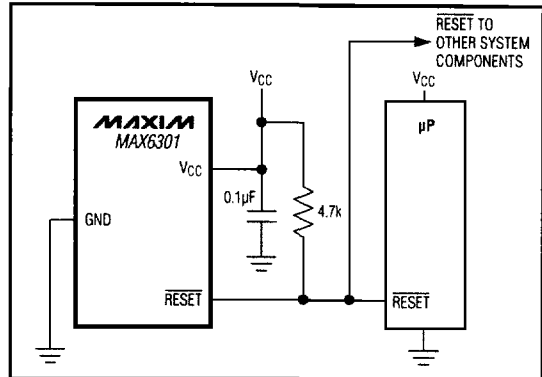 RESET TO
OTHER SYSTEM
COMPONENTS
VCC
VCC
µP
MAXIM
MAX6301
VCC
0.1µF
4.7k
GND
RESET
RESET